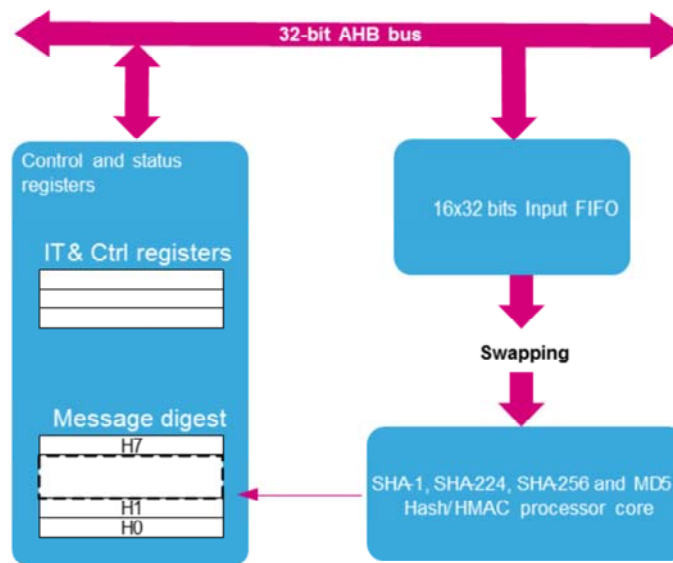 32-bit AHB bus
Control and status
registers
IT& Ctrl registers
Message digest
H7
H1
H0
16x32 bits Input FIFO
Swapping
SHA-1, SHA-224, SHA-256 and MD5
Hash/HMAC processor core